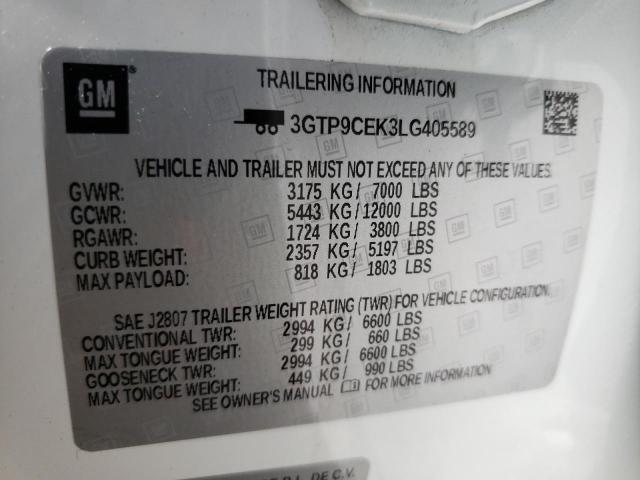 GM
®
TRAILERING INFORMATION
3GTP9CEK3LG405589
VEHICLE AND TRAILER MUST NOT EXCEED ANY OF THESE VALUES.
GVWR: 3175 KG/ 7000 LBS
GCWR: 5443 KG/12000 LBS
RGAWR: 1724 KG/ 3800 LBS
CURB WEIGHT: 2357 KG/ 5197 LBS
MAX PAYLOAD: 818 KG/ 1803 LBS
SAE J2807 TRAILER WEIGHT RATING (TWR) FOR VEHICLE CONFIGURATION.
CONVENTIONAL TWR: 2994 KG/ 6600 LBS
MAX TONGUE WEIGHT: 299 KG/ 660 LBS
GOOSENECK TWR: 2994 KG/ 6600 LBS
MAX TONGUE WEIGHT: 449 KG/ 990 LBS
SEE OWNER'S MANUAL FOR MORE INFORMATION
DE C.V.